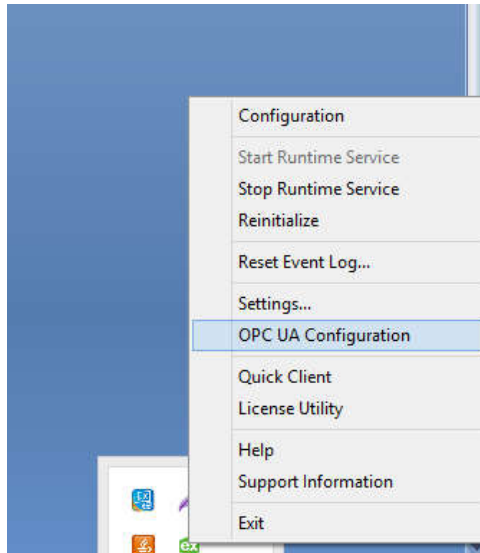 Configuration
Start Runtime Service
Stop Runtime Service
Reinitialize
Reset Event Log...
Settings...
OPC UA Configuration
Quick Client
License Utility
Help
Support Information
Exit
ex